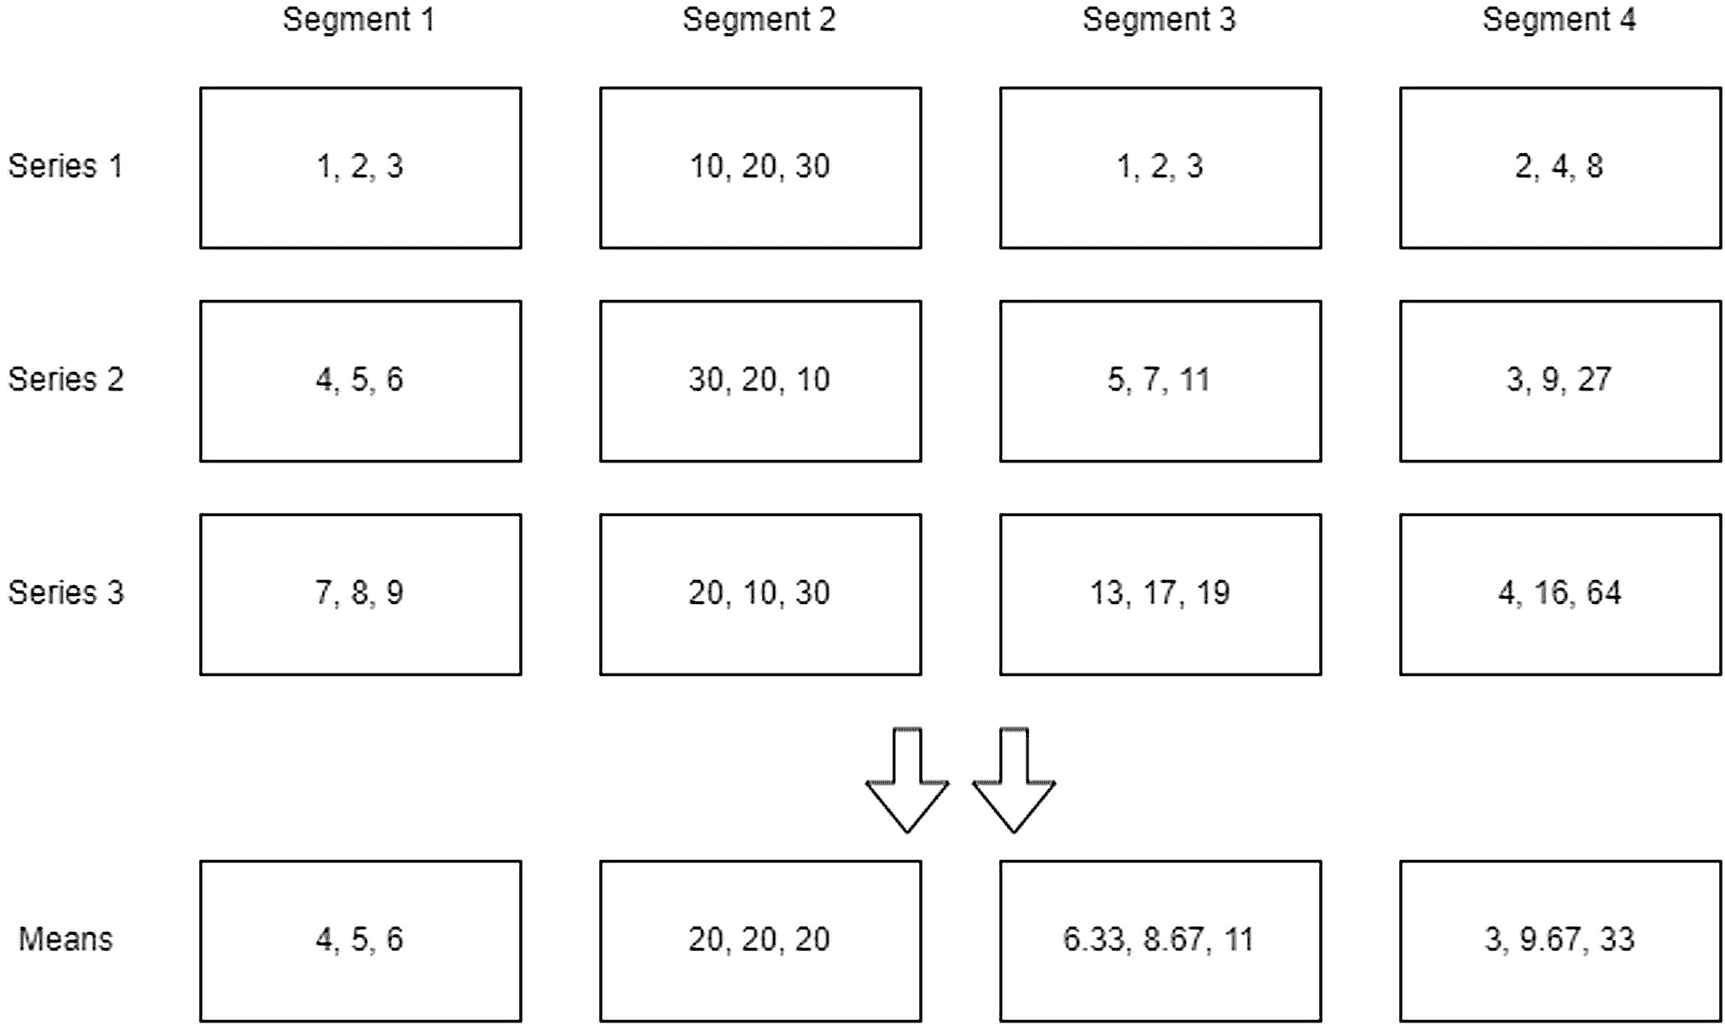 Segment 1 Segment 2 Segment 3 Segment 4
Series 1 1, 2, 3 10, 20, 30 1, 2, 3 2, 4, 8
Series 2 4, 5, 6 30, 20, 10 5, 7, 11 3, 9, 27
Series 3 7, 8, 9 20, 10, 30 13, 17, 19 4, 16, 64
Means 4, 5, 6 20, 20, 20 6.33, 8.67, 11 3, 9.67, 33